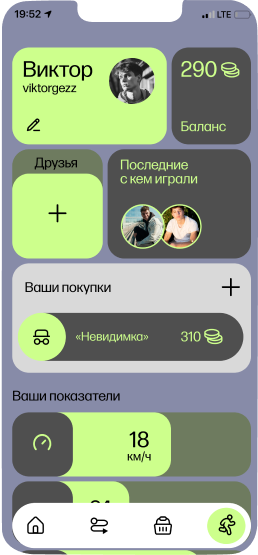 19:52
LTE
Виктор
viktorgezz
290
Баланс
Друзья
Последние
с кем играли
Ваши покупки
«Невидимка»
310
Ваши показатели
18
км/ч